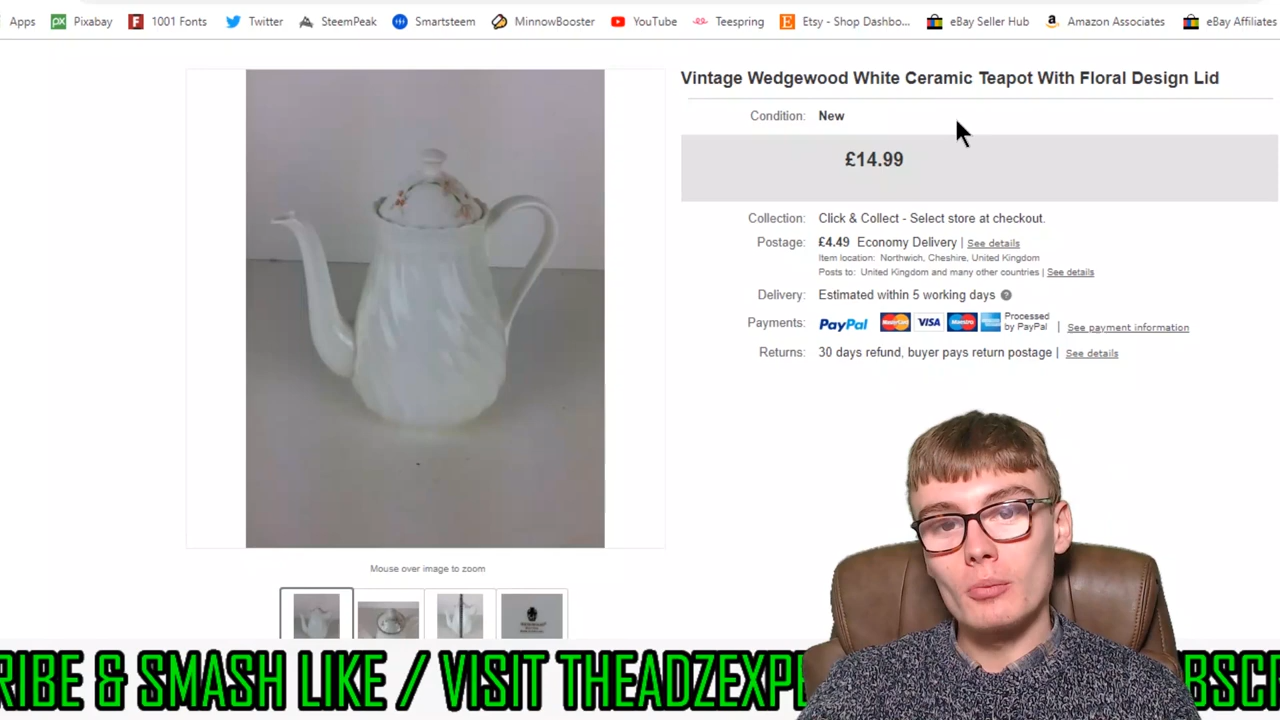 Apps Pixabay 1001 Fonts Twitter SteemPeak Smartsteem MinnowBooster YouTube Teespring Etsy - Shop Dashbo... eBay Seller Hub Amazon Associates eBay Affiliates
Vintage Wedgewood White Ceramic Teapot With Floral Design Lid
Condition: New
£14.99
Collection: Click & Collect - Select store at checkout.
Postage: £4.49 Economy Delivery | See details
Item location: Northwich, Cheshire, United Kingdom
Posts to: United Kingdom and many other countries | See details
Delivery: Estimated within 5 working days
Payments: PayPal VISA Processed
by PayPal | See payment information
Returns: 30 days refund, buyer pays return postage | See details
Mouse over image to zoom
RIBE & SMASH LIKE / VISIT THEADZEXPE BSCR